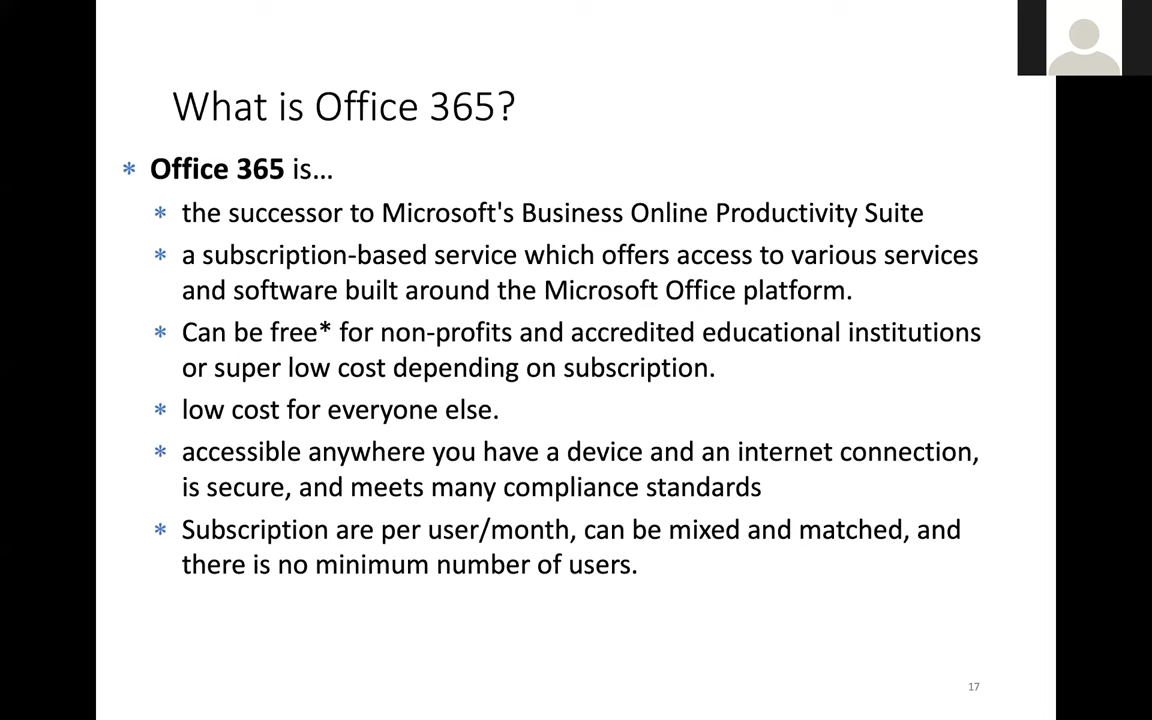 What is Office 365?
* Office 365 is...
* the successor to Microsoft's Business Online Productivity Suite
* a subscription-based service which offers access to various services
and software built around the Microsoft Office platform.
* Can be free* for non-profits and accredited educational institutions
or super low cost depending on subscription.
* low cost for everyone else.
* accessible anywhere you have a device and an internet connection,
is secure, and meets many compliance standards
* Subscription are per user/month, can be mixed and matched, and
there is no minimum number of users.
17